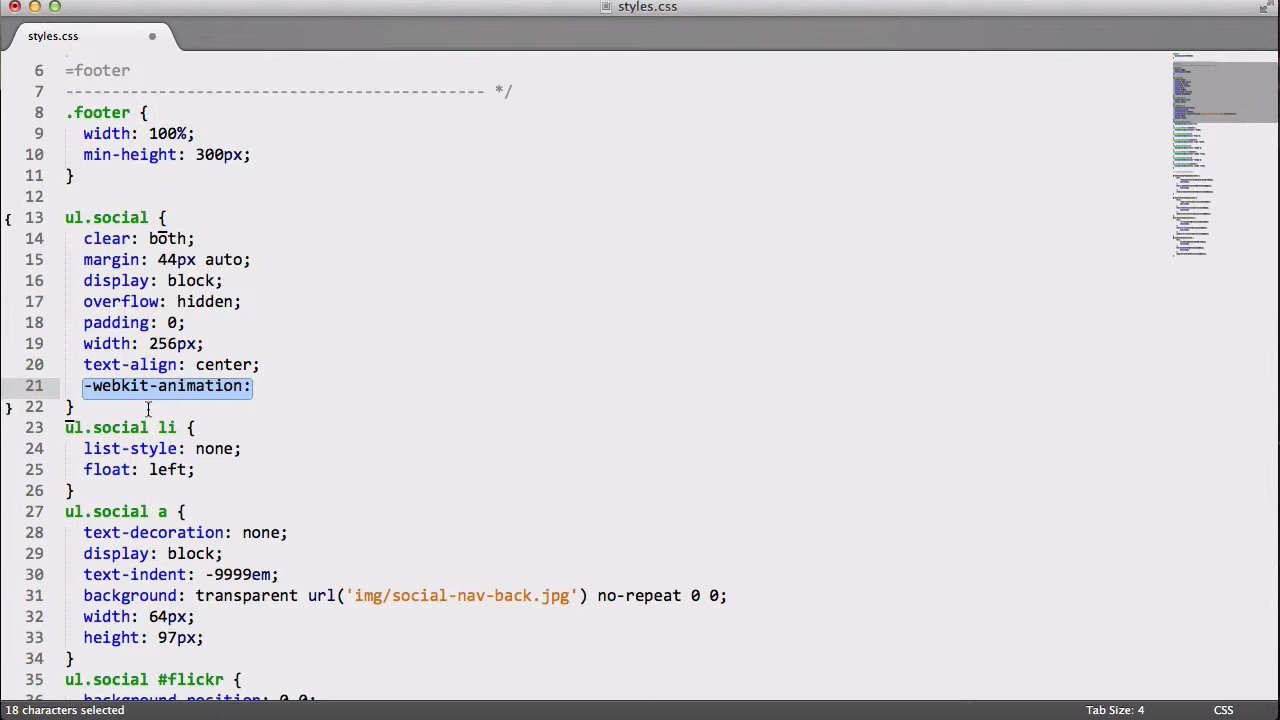 styles.css
styles.css
6 =footer
7 --------------------------------------------- */
8 .footer {
9 width: 100%;
10 min-height: 300px;
11 }
12
{ 13 ul.social {
14 clear: both;
15 margin: 44px auto;
16 display: block;
17 overflow: hidden;
18 padding: 0;
19 width: 256px;
20 text-align: center;
21 -webkit-animation:
} 22 }
23 ul.social li {
24 list-style: none;
25 float: left;
26 }
27 ul.social a {
28 text-decoration: none;
29 display: block;
30 text-indent: -9999em;
31 background: transparent url('img/social-nav-back.jpg') no-repeat 0 0;
32 width: 64px;
33 height: 97px;
34 }
35 ul.social #flickr {
36 background-position: 0 0;
18 characters selected Tab Size: 4 CSS